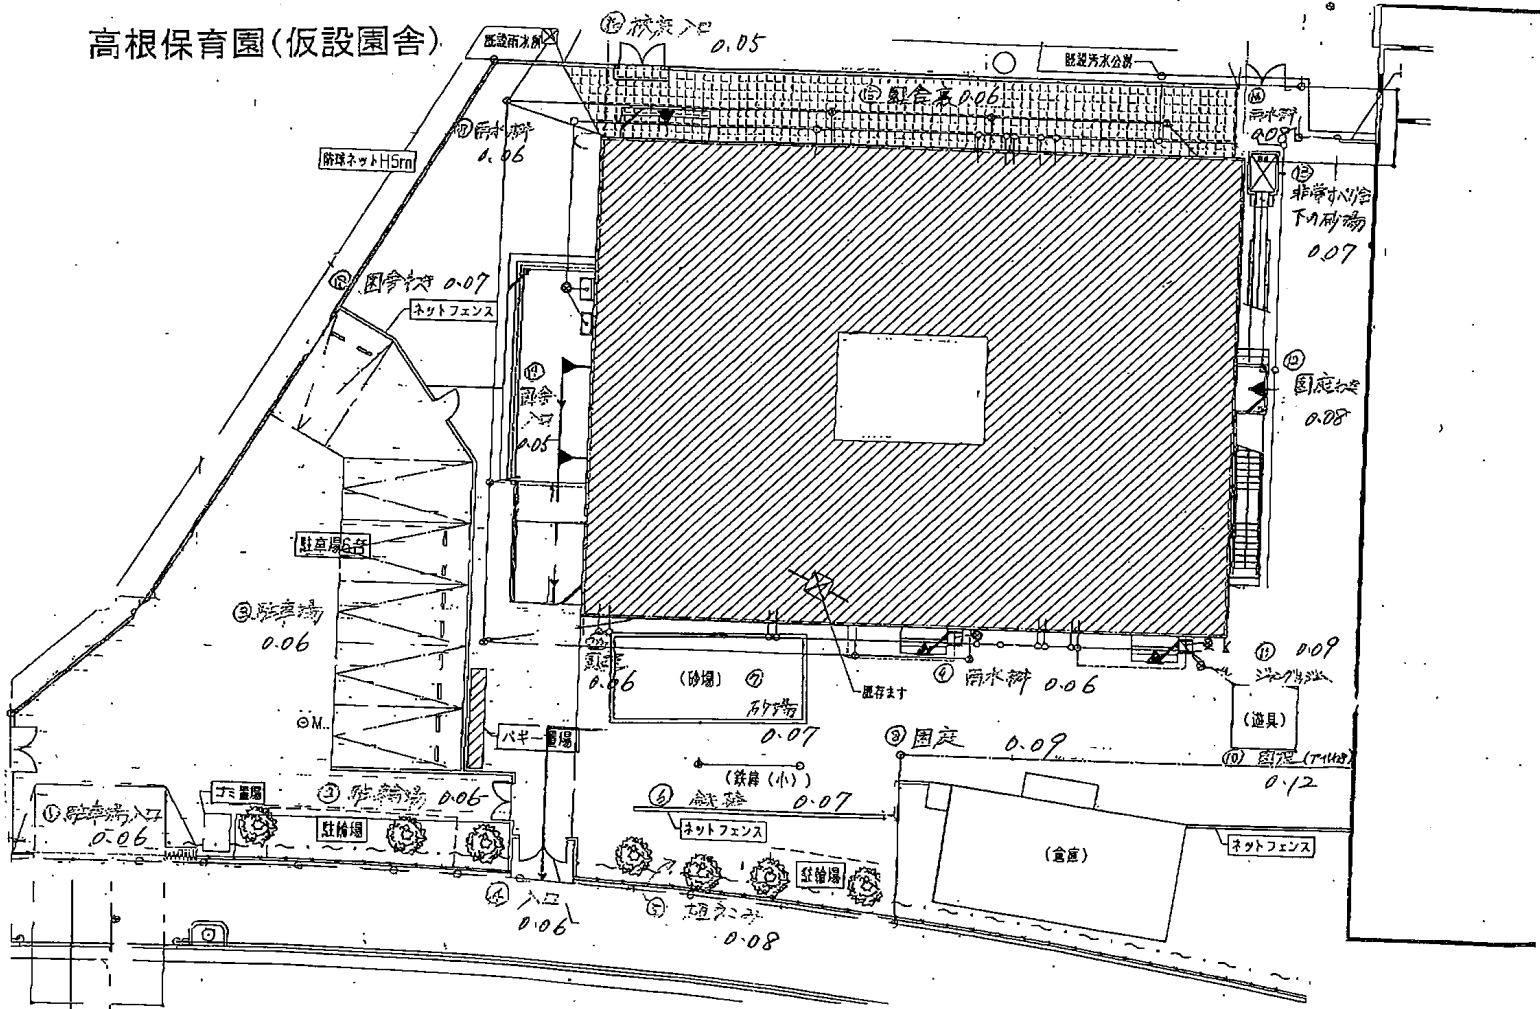 高根保育園(仮設園舎)
既設雨水桝
校庭入口
0.05
既設汚水公桝
⑮ 園舎裏 0.06
⑭
雨水桝
0.08
雨水桝
0.06
防球ネットH5m
⑬
非常すべり台
下の砂場
0.07
園舎わき 0.07
ネットフェンス
園舎
入口
0.05
⑫
園庭わき
0.08
駐車場6台
③ 駐車場
0.06
園庭
0.06
(砂場) ⑦
砂場
0.07
既存ます
雨水桝 0.06
⑪ 0.09
ジャングルジム
(遊具)
M
バギー置場
園庭 0.09
(鉄棒(小))
⑩ 園庭
0.12
ゴミ置場
① 駐車場入口
0.06
駐輪場 0.06
駐輪場
⑥ 鉄棒 0.07
ネットフェンス
ネットフェンス
(倉庫)
駐輪場
④ 入口
0.06
⑤ 植えこみ
0.08